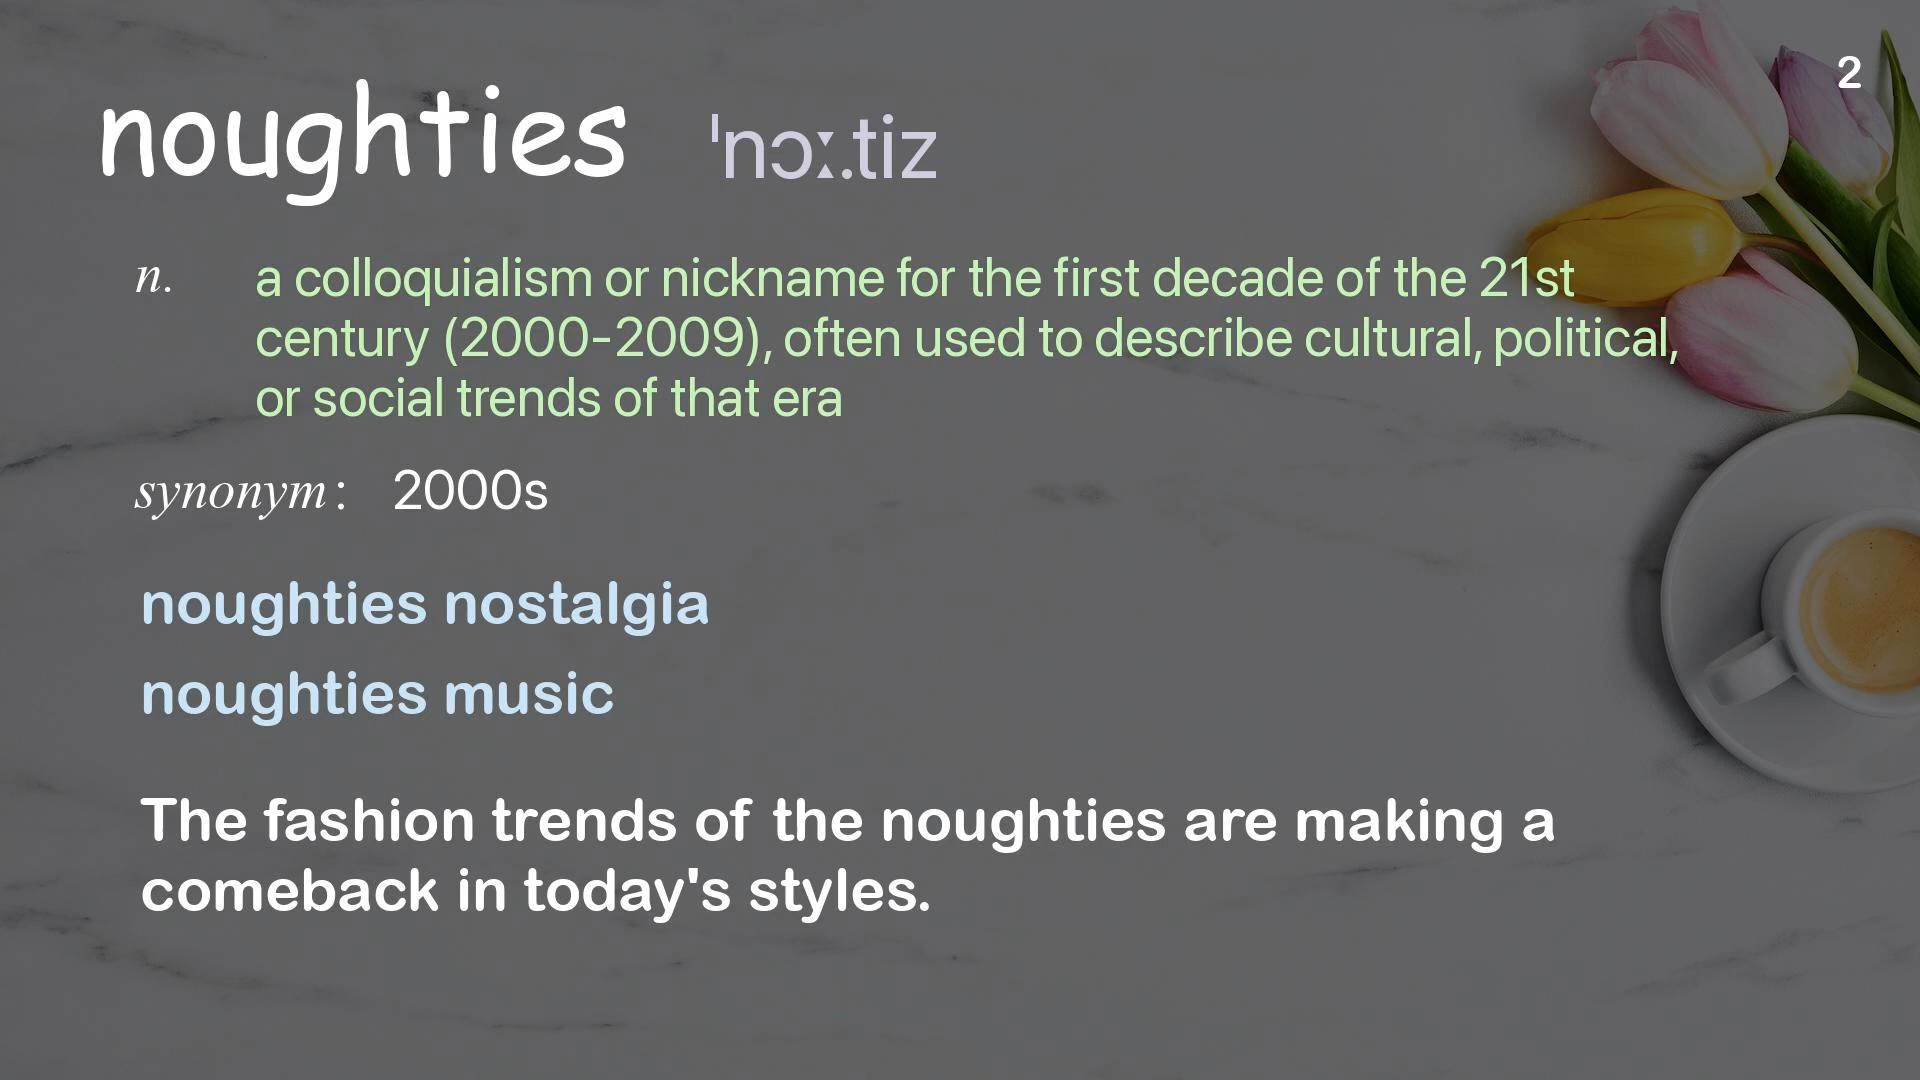 2
noughties ˈnɔː.tiz
n. a colloquialism or nickname for the first decade of the 21st
century (2000-2009), often used to describe cultural, political,
or social trends of that era
synonym: 2000s
noughties nostalgia
noughties music
The fashion trends of the noughties are making a
comeback in today's styles.